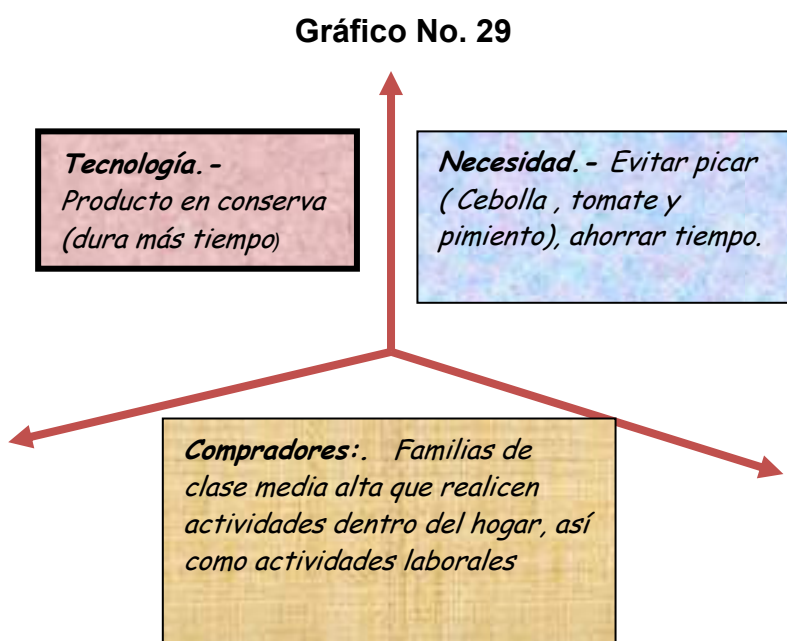 Gráfico No. 29
Tecnología.-
Producto en conserva
(dura más tiempo)
Necesidad.- Evitar picar
( Cebolla , tomate y
pimiento), ahorrar tiempo.
Compradores:. Familias de
clase media alta que realicen
actividades dentro del hogar, así
como actividades laborales